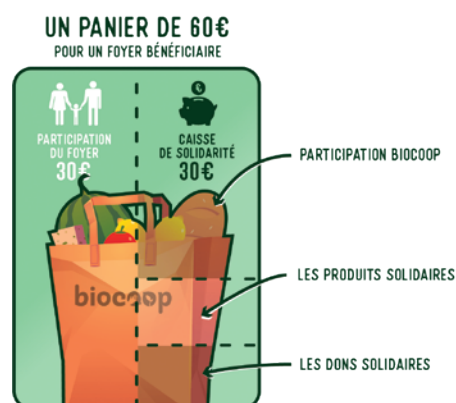 UN PANIER DE 60€
POUR UN FOYER BÉNÉFICIAIRE
PARTICIPATION
DU FOYER
30€
CAISSE
DE SOLIDARITÉ
30€
PARTICIPATION BIOCOOP
biocoop
LES PRODUITS SOLIDAIRES
LES DONS SOLIDAIRES